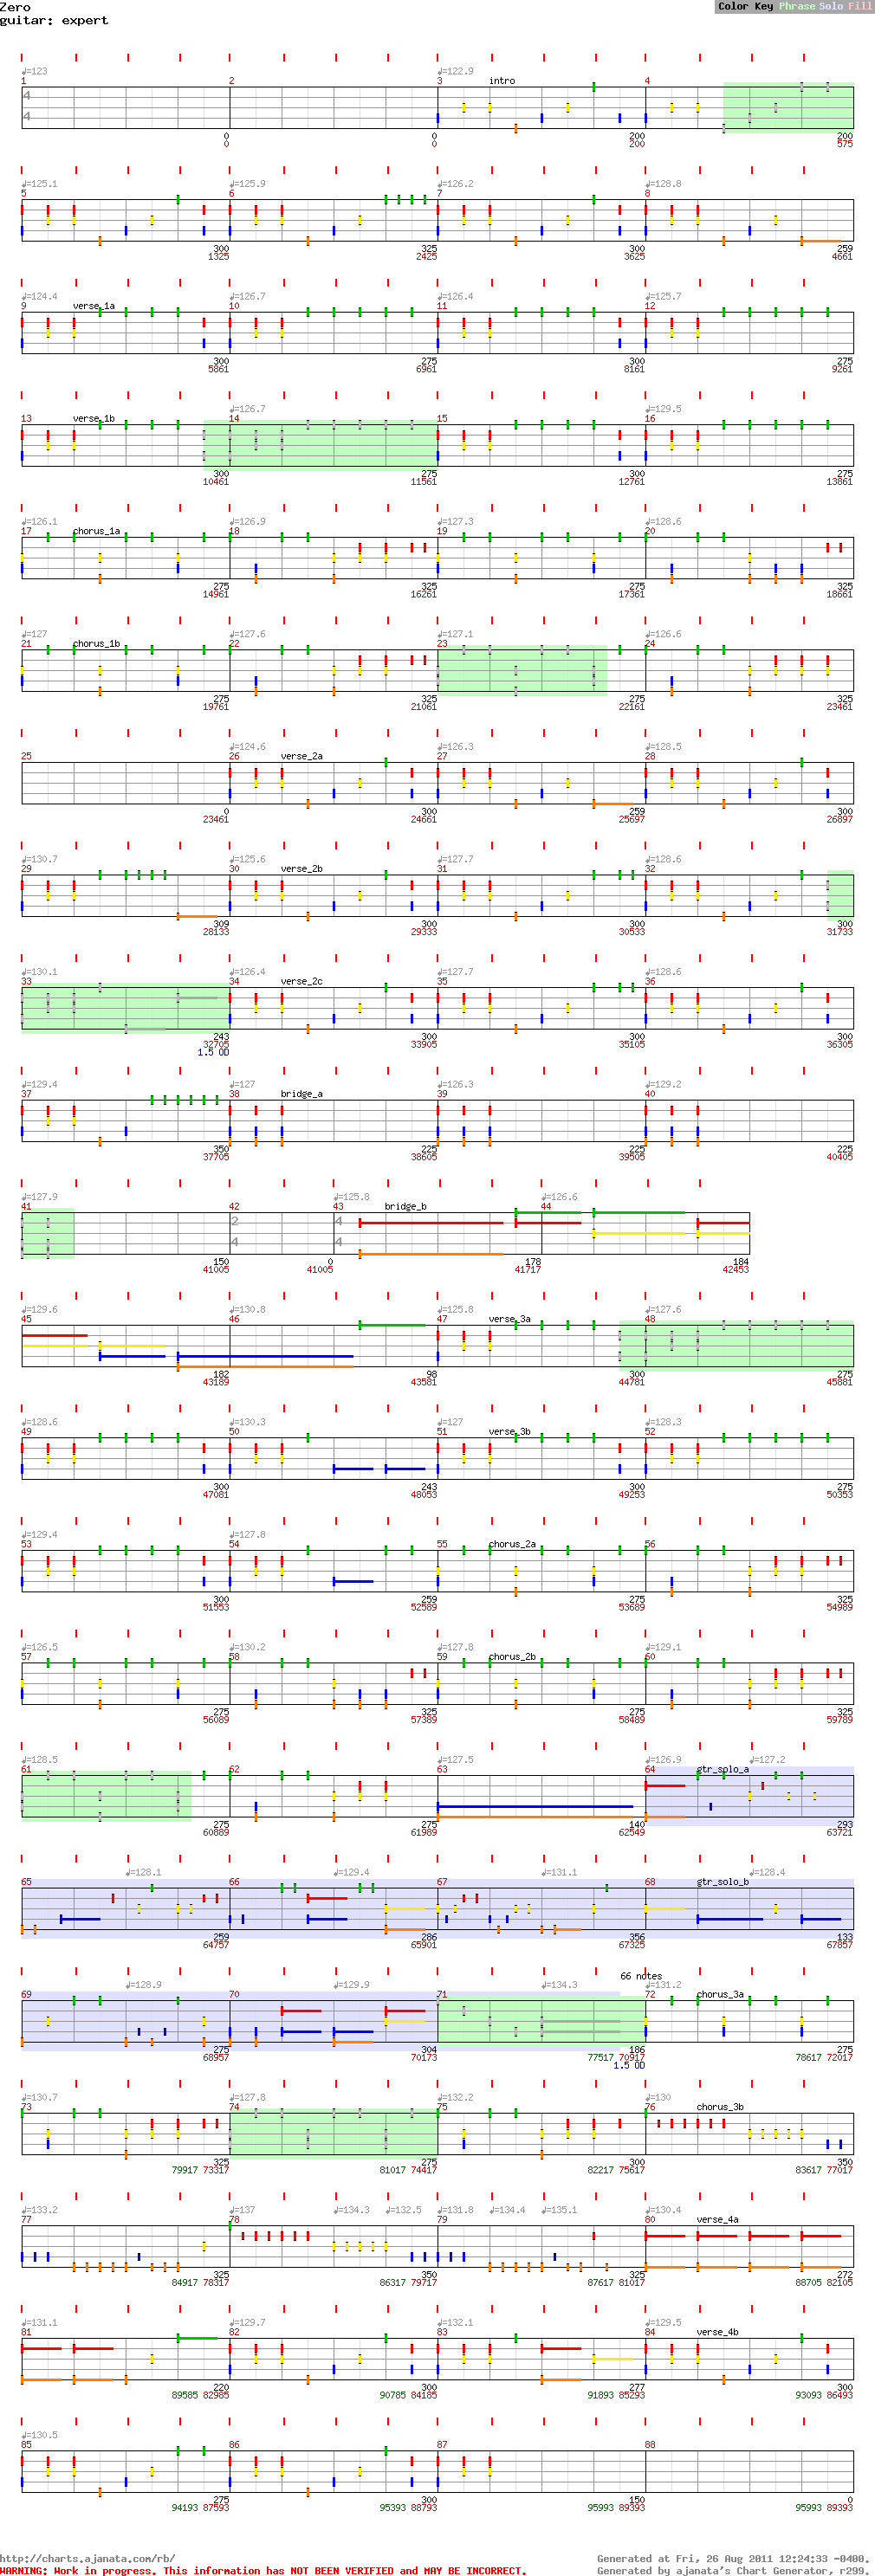 Zero
guitar: expert
Color Key Phrase Solo Fill
♩=123 ♩=122.9
1 2 3 intro 4
4
4
0 0 200 200
0 0 200 575
♩=125.1 ♩=125.9 ♩=126.2 ♩=128.8
5 6 7 8
300 325 300 259
1325 2425 3625 4661
♩=124.4 ♩=126.7 ♩=126.4 ♩=125.7
9 verse_1a 10 11 12
300 275 300 275
5861 6961 8161 9261
♩=126.7 ♩=129.5
13 verse_1b 14 15 16
300 275 300 275
10461 11561 12761 13861
♩=126.1 ♩=126.9 ♩=127.3 ♩=128.6
17 chorus_1a 18 19 20
275 325 275 325
14961 16261 17361 18661
♩=127 ♩=127.6 ♩=127.1 ♩=126.6
21 chorus_1b 22 23 24
275 325 275 325
19761 21061 22161 23461
♩=124.6 ♩=126.3 ♩=128.5
25 26 verse_2a 27 28
0 300 259 300
23461 24661 25697 26897
♩=130.7 ♩=125.6 ♩=127.7 ♩=128.6
29 30 verse_2b 31 32
309 300 300 300
28133 29333 30533 31733
♩=130.1 ♩=126.4 ♩=127.7 ♩=128.6
33 34 verse_2c 35 36
243 300 300 300
32705 33905 35105 36305
1.5 OD
♩=129.4 ♩=127 ♩=126.3 ♩=129.2
37 38 bridge_a 39 40
350 225 225 225
37705 38605 39505 40405
♩=127.9 ♩=125.8 ♩=126.6
41 42 43 bridge_b 44
2 4
4 4
150 0 178 184
41005 41005 41717 42453
♩=129.6 ♩=130.8 ♩=125.8 ♩=127.6
45 46 47 verse_3a 48
182 98 300 275
43189 43581 44781 45881
♩=128.6 ♩=130.3 ♩=127 ♩=128.3
49 50 51 verse_3b 52
300 243 300 275
47081 48053 49253 50353
♩=129.4 ♩=127.8
53 54 55 chorus_2a 56
300 259 275 325
51553 52589 53689 54989
♩=126.5 ♩=130.2 ♩=127.8 ♩=129.1
57 58 59 chorus_2b 60
275 325 275 325
56089 57389 58489 59789
♩=128.5 ♩=127.5 ♩=126.9 ♩=127.2
61 62 63 64 gtr_solo_a
275 275 140 293
60889 61989 62549 63721
♩=128.1 ♩=129.4 ♩=131.1 ♩=128.4
65 66 67 68 gtr_solo_b
259 286 356 133
64757 65901 67325 67857
66 notes
♩=128.9 ♩=129.9 ♩=134.3 ♩=131.2
69 70 71 72 chorus_3a
275 304 186 275
68957 70173 77517 70917 78617 72017
1.5 OD
♩=130.7 ♩=127.8 ♩=132.2 ♩=130
73 74 75 76 chorus_3b
325 275 300 350
79917 73317 81017 74417 82217 75617 83617 77017
♩=133.2 ♩=137 ♩=134.3 ♩=132.5 ♩=131.8 ♩=134.4 ♩=135.1 ♩=130.4
77 78 79 80 verse_4a
325 350 325 272
84917 78317 86317 79717 87617 81017 88705 82105
♩=131.1 ♩=129.7 ♩=132.1 ♩=129.5
81 82 83 84 verse_4b
220 300 277 300
89585 82985 90785 84185 91893 85293 93093 86493
♩=130.5
85 86 87 88
275 300 150 0
94193 87593 95393 88793 95993 89393 95993 89393
http://charts.ajanata.com/rb/ Generated at Fri, 26 Aug 2011 12:24:33 -0400.
WARNING: Work in progress. This information has NOT BEEN VERIFIED and MAY BE INCORRECT. Generated by ajanata's Chart Generator, r299.